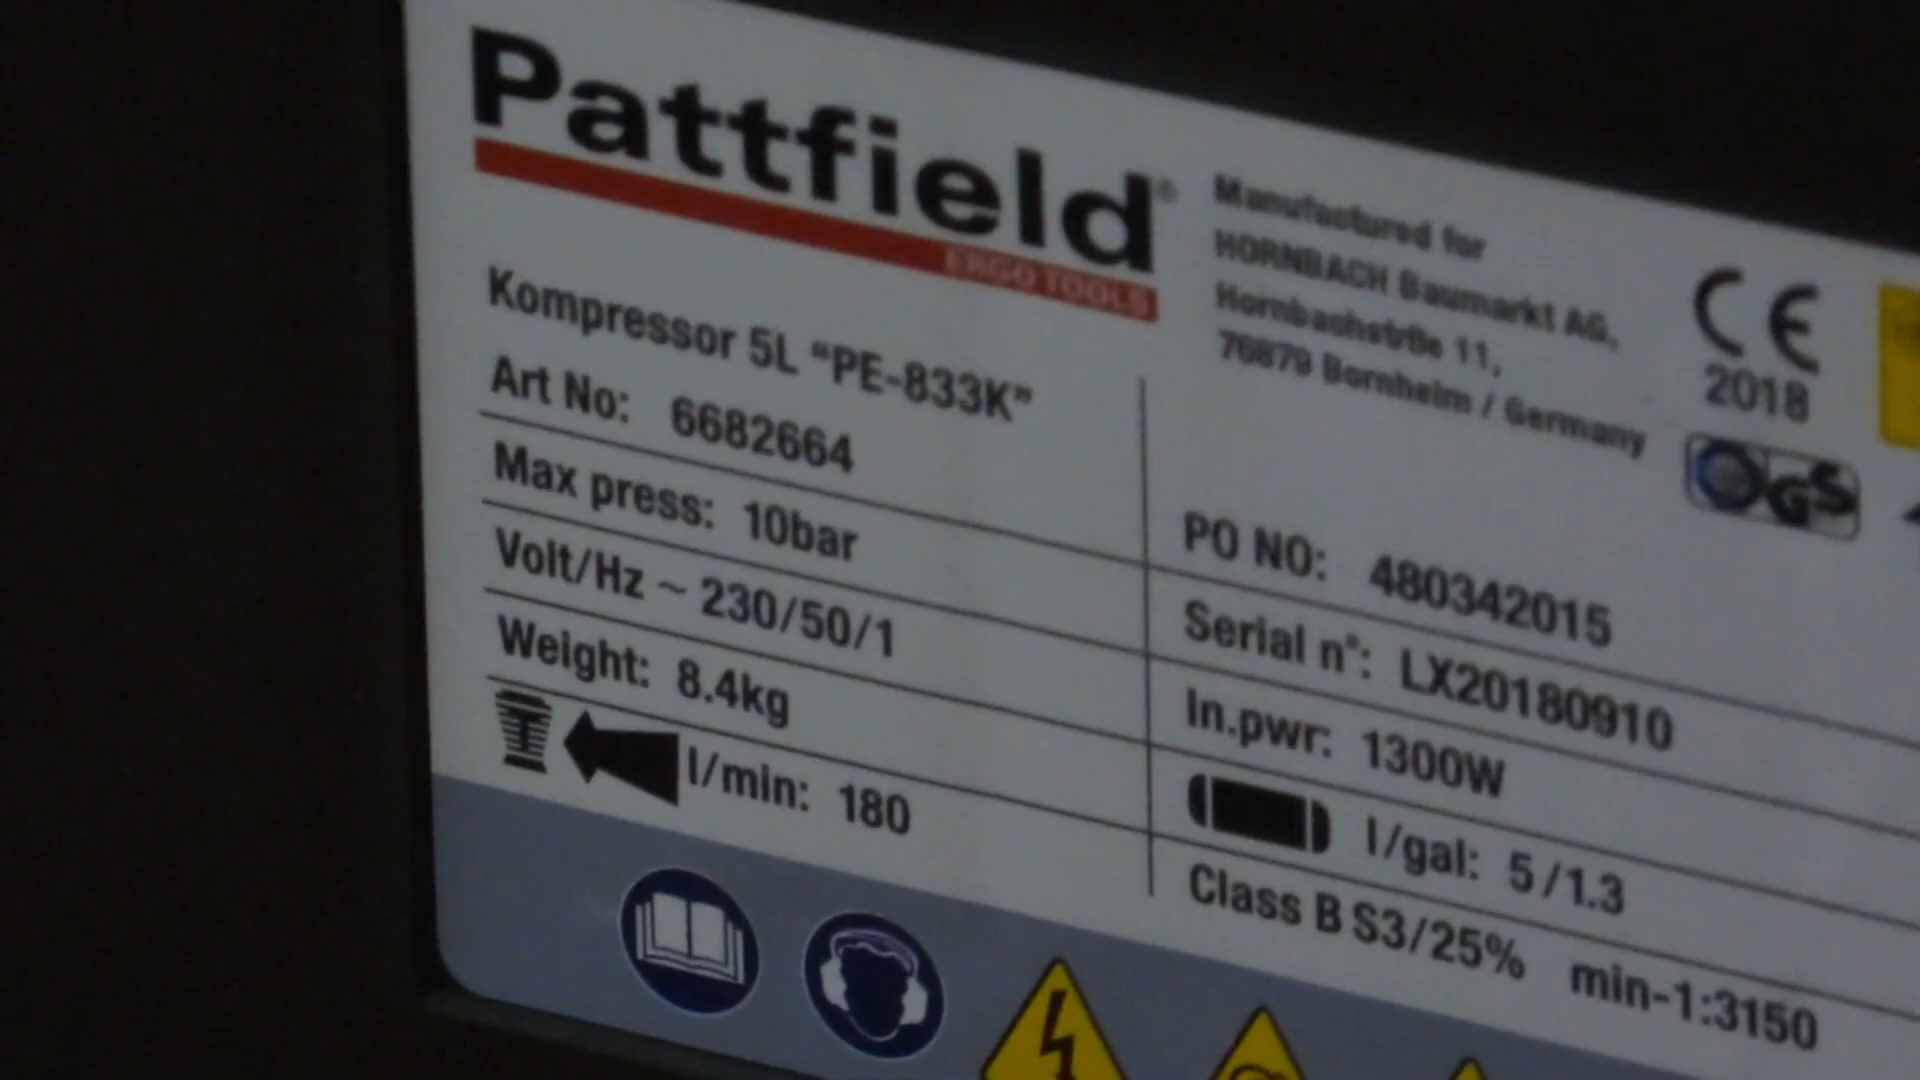 Pattfield®
ERGO TOOLS
Manufactured for
HORNBACH Baumarkt AG,
Hornbachstraße 11,
76879 Bornheim / Germany
CE
2018
GS
Kompressor 5L "PE-833K"
Art No: 6682664
Max press: 10bar
Volt/Hz ~ 230/50/1
Weight: 8.4kg
l/min: 180
PO NO: 480342015
Serial n°: LX20180910
In.pwr: 1300W
l/gal: 5/1.3
Class B S3/25% min-1:3150